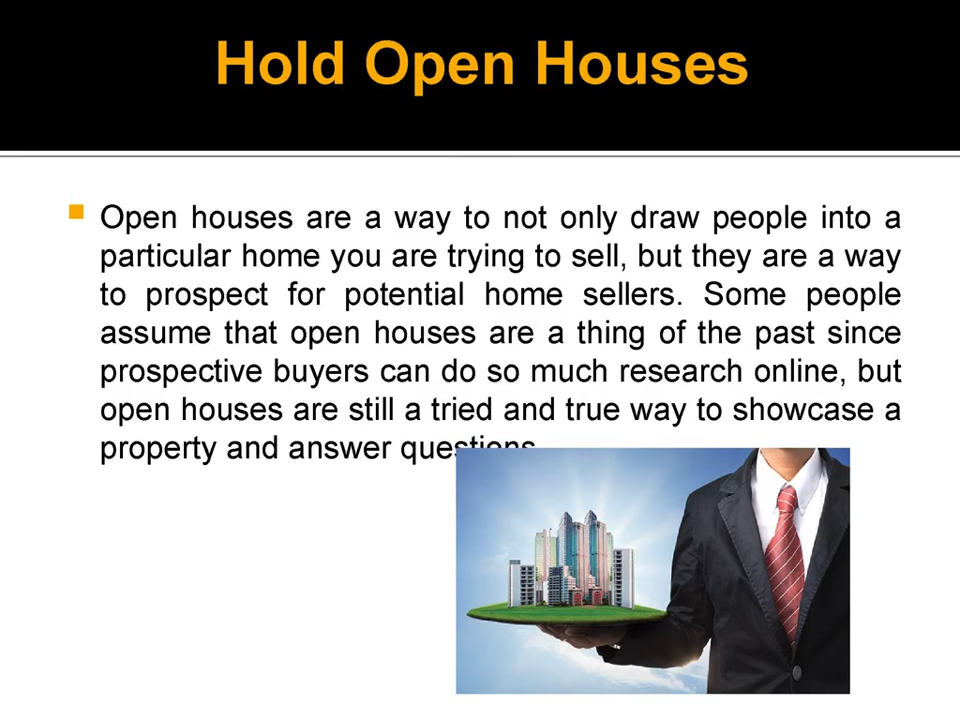 Hold Open Houses
Open houses are a way to not only draw people into a
particular home you are trying to sell, but they are a way
to prospect for potential home sellers. Some people
assume that open houses are a thing of the past since
prospective buyers can do so much research online, but
open houses are still a tried and true way to showcase a
property and answer questions